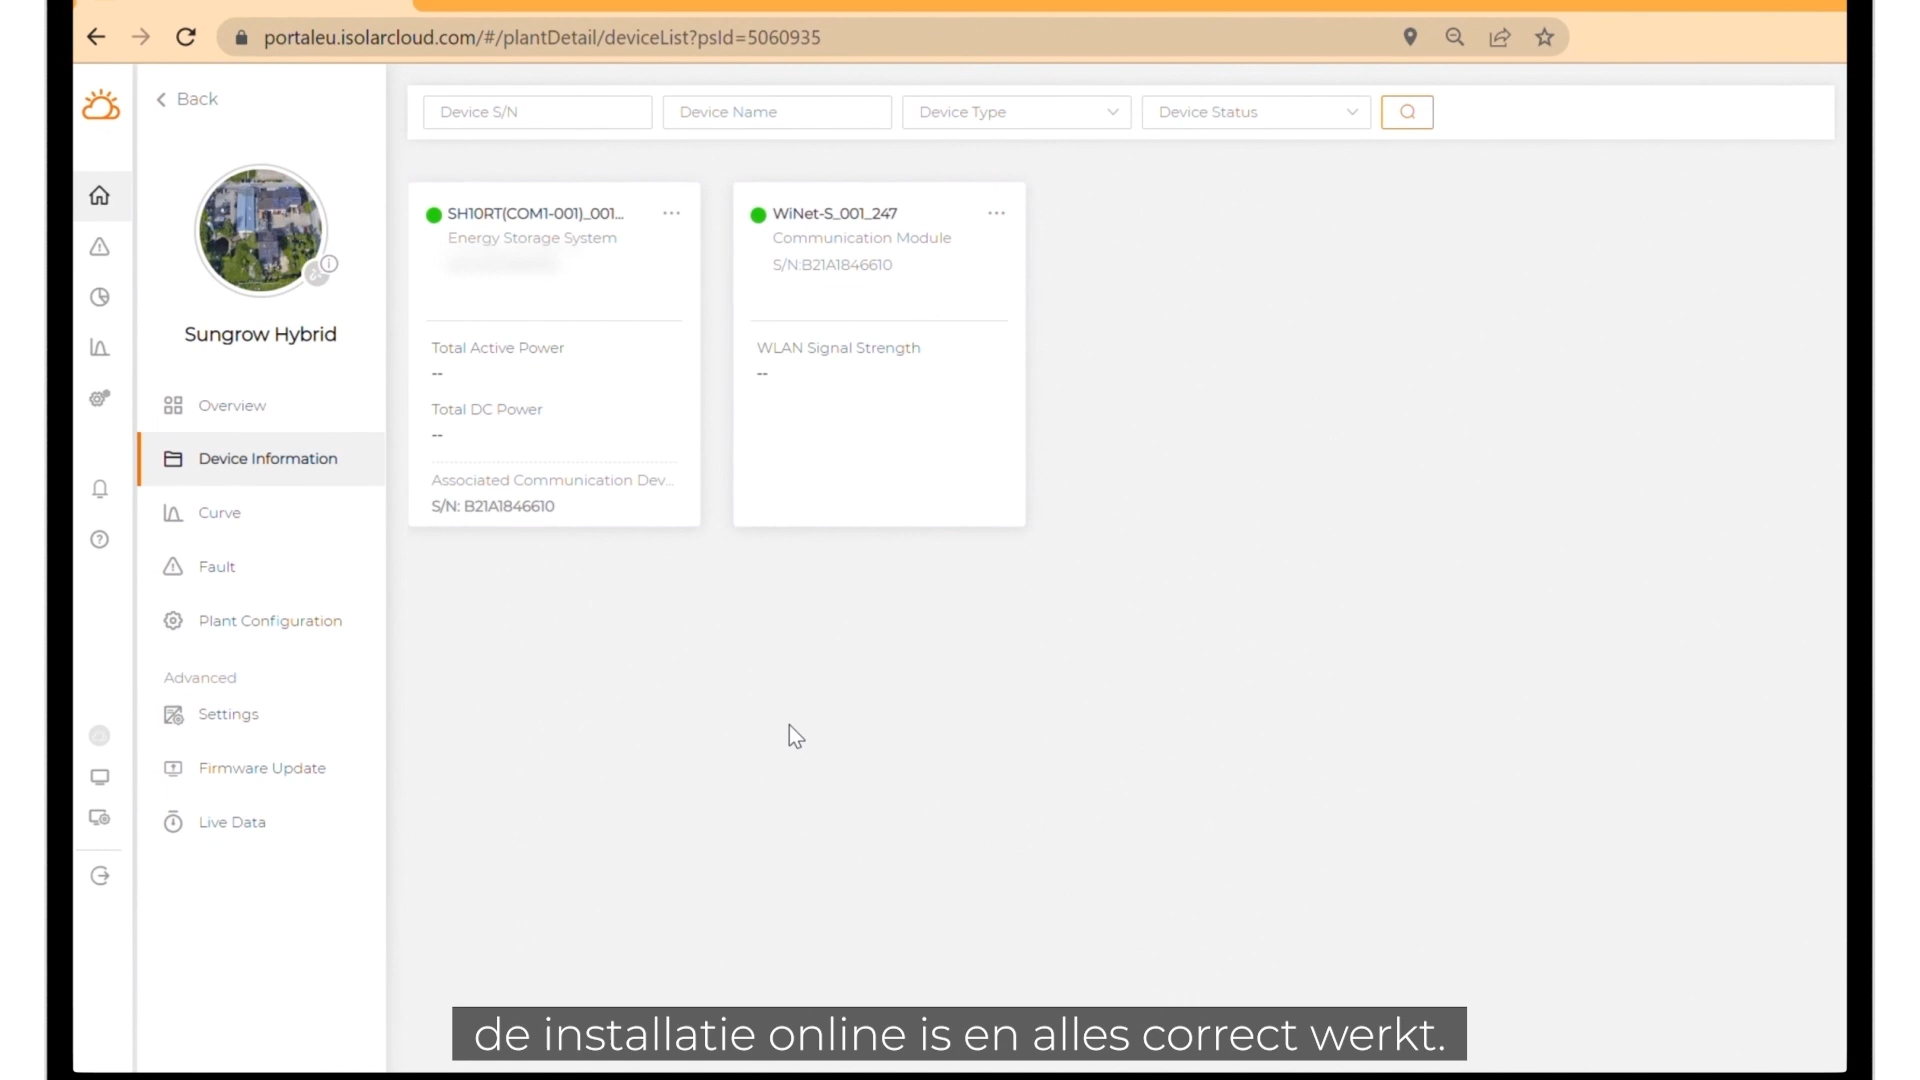 portaleu.isolarcloud.com/#/plantDetail/deviceList?psId=5060935
Back
Device S/N
Device Name
Device Type
Device Status
Sungrow Hybrid
Overview
Device Information
Curve
Fault
Plant Configuration
Advanced
Settings
Firmware Update
Live Data
SH10RT(COM1-001)_001...
Energy Storage System
Total Active Power
--
Total DC Power
--
Associated Communication Dev...
S/N: B21A1846610
WiNet-S_001_247
Communication Module
S/N:B21A1846610
WLAN Signal Strength
--
de installatie online is en alles correct werkt.